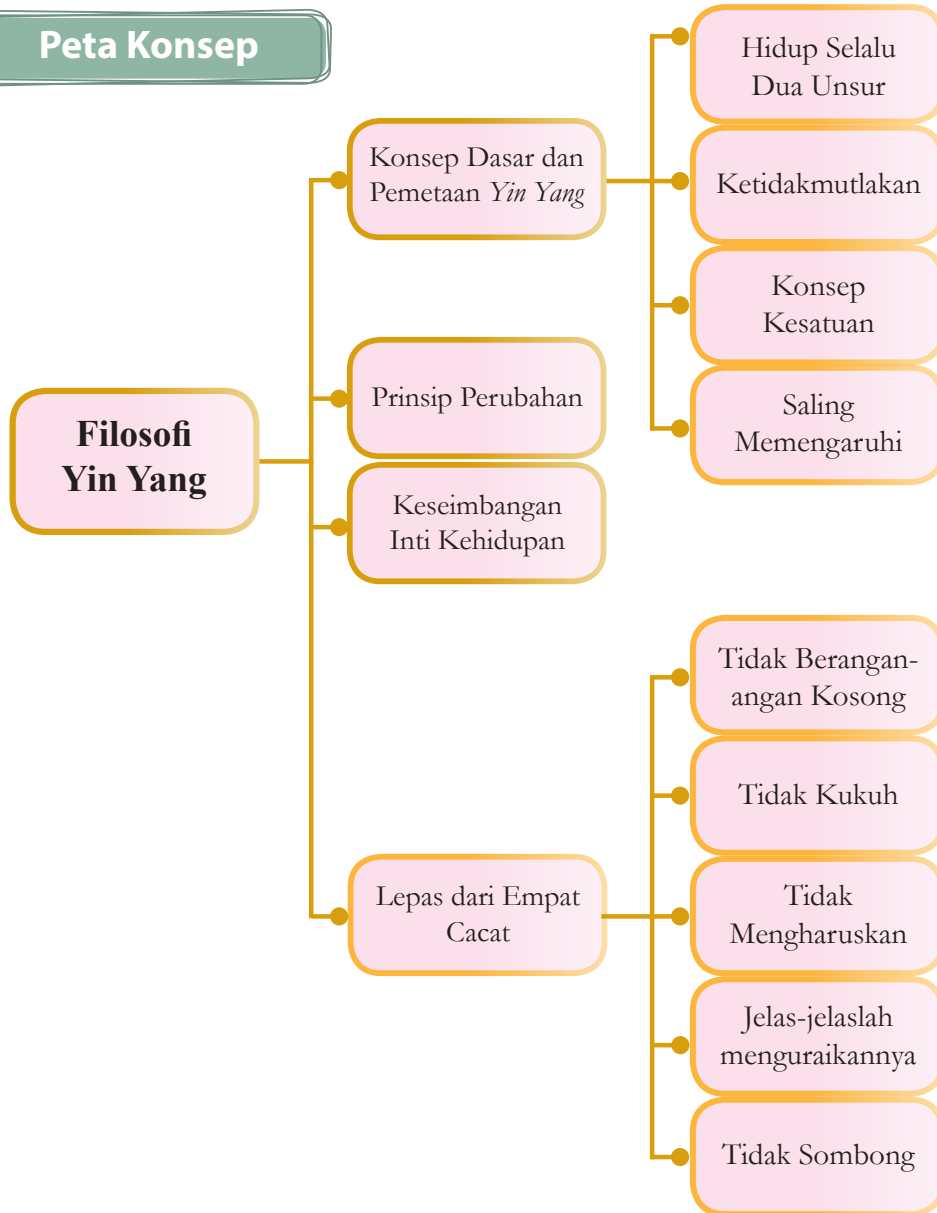 Peta Konsep
Filosofi
Yin Yang
Konsep Dasar dan
Pemetaan Yin Yang
Hidup Selalu
Dua Unsur
Ketidakmutlakan
Konsep
Kesatuan
Saling
Memengaruhi
Prinsip Perubahan
Keseimbangan
Inti Kehidupan
Lepas dari Empat
Cacat
Tidak Berangan-
angan Kosong
Tidak Kukuh
Tidak
Mengharuskan
Jelas-jelaslah
menguraikannya
Tidak Sombong